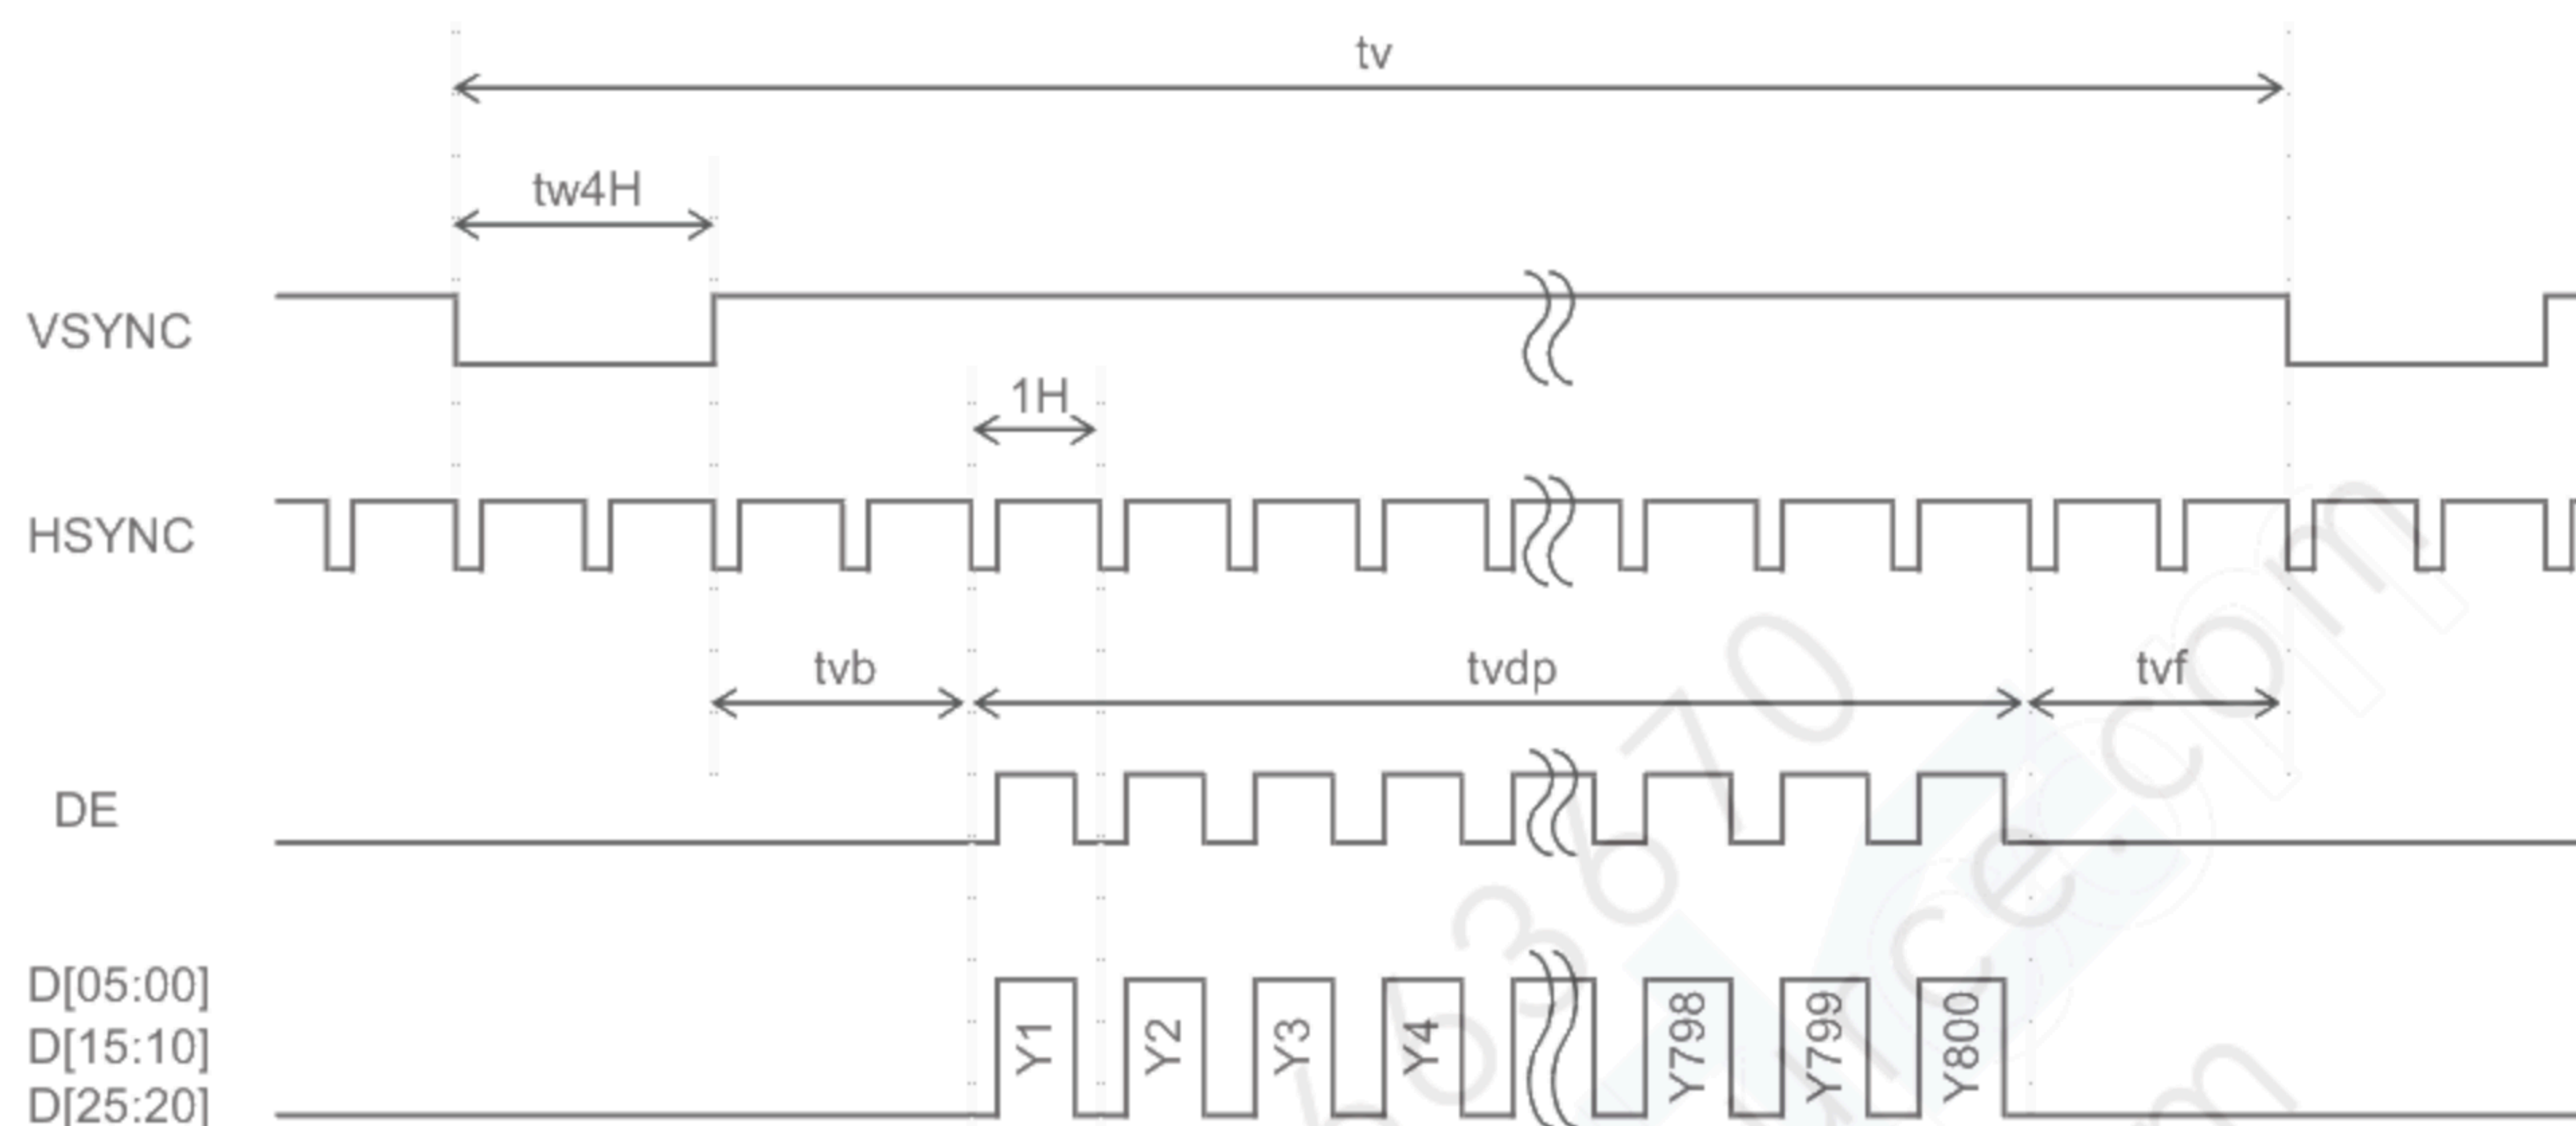 tv
tw4H
VSYNC
1H
HSYNC
tvb
tvdp
tvf
DE
D[05:00]
D[15:10]
D[25:20]
Y1
Y2
Y3
Y4
Y798
Y799
Y800